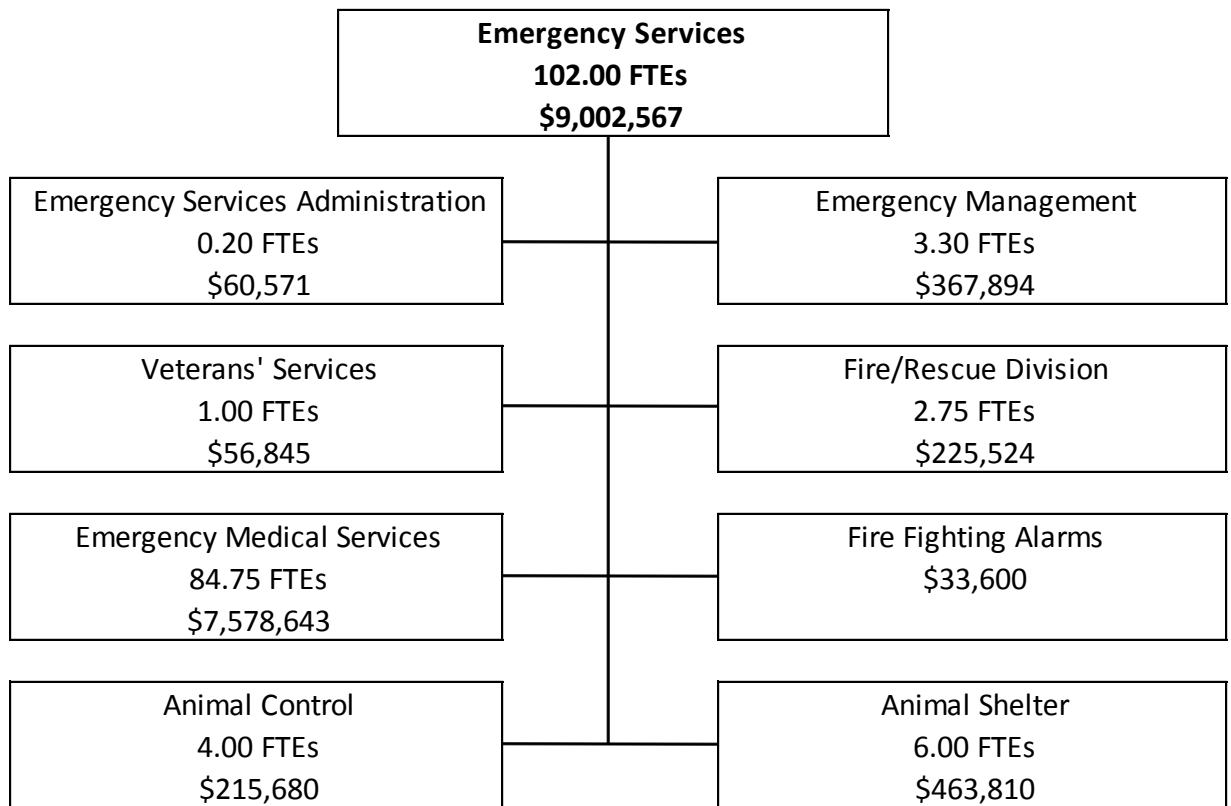 Emergency Services
102.00 FTEs
$9,002,567
Emergency Services Administration
0.20 FTEs
$60,571
Emergency Management
3.30 FTEs
$367,894
Veterans' Services
1.00 FTEs
$56,845
Fire/Rescue Division
2.75 FTEs
$225,524
Emergency Medical Services
84.75 FTEs
$7,578,643
Fire Fighting Alarms
$33,600
Animal Control
4.00 FTEs
$215,680
Animal Shelter
6.00 FTEs
$463,810